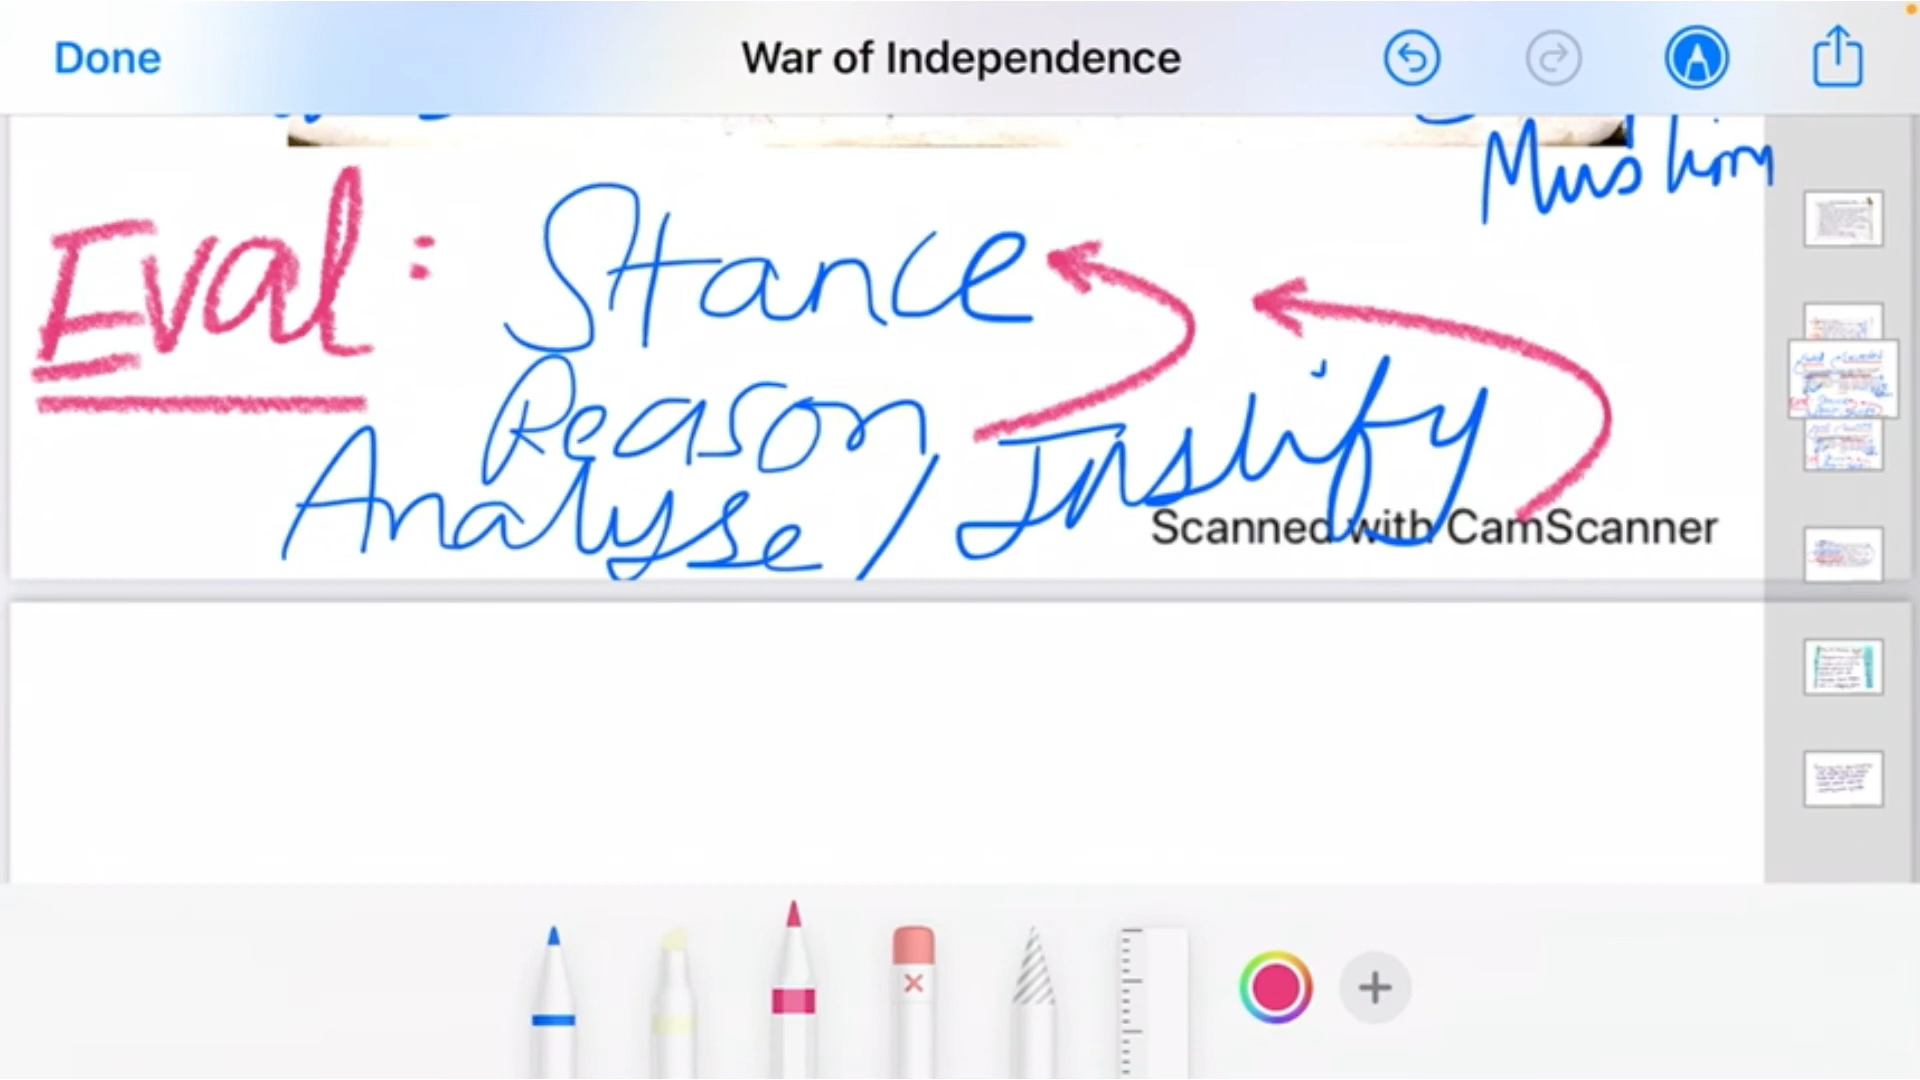 Done War of Independence
Muslim
Eval: Stance
Reason
Analyse / Justify
Scanned with CamScanner